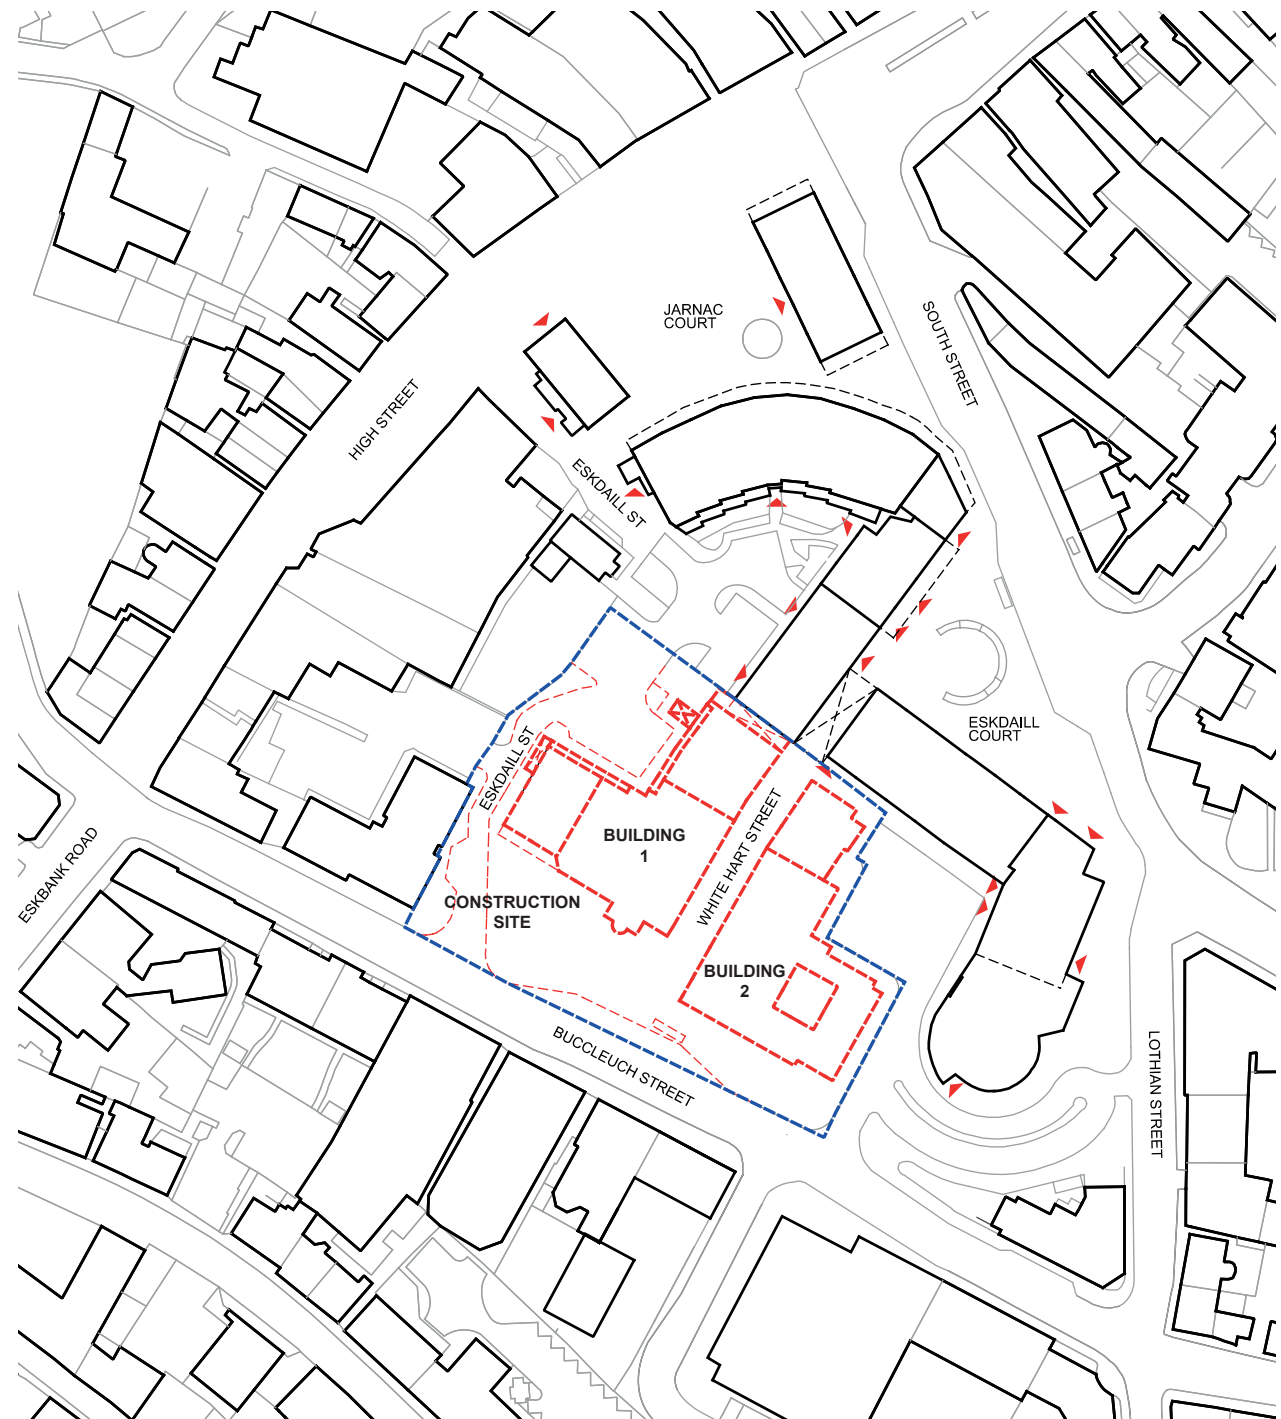 JARNAC
COURT
SOUTH STREET
HIGH STREET
ESKDAILL ST
ESKDAILL
COURT
ESKDAILL ST
WHITE HART STREET
BUILDING
1
ESKBANK ROAD
CONSTRUCTION
SITE
BUILDING
2
BUCCLEUCH STREET
LOTHIAN STREET